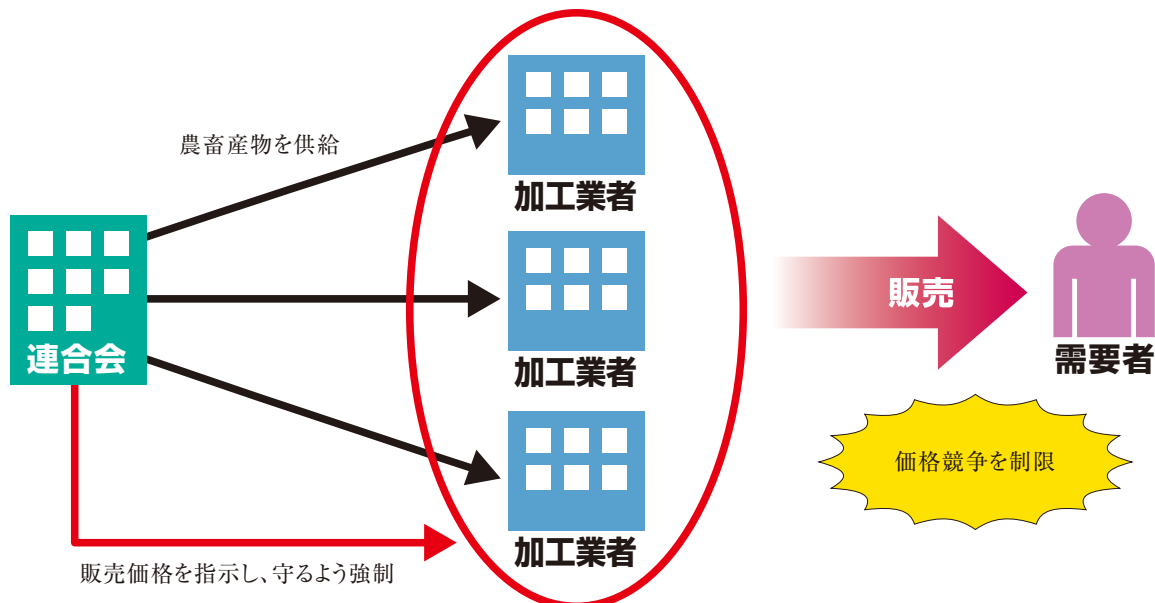 農畜産物を供給
加工業者
連合会
加工業者
加工業者
販売価格を指示し、守るよう強制
販売
需要者
価格競争を制限